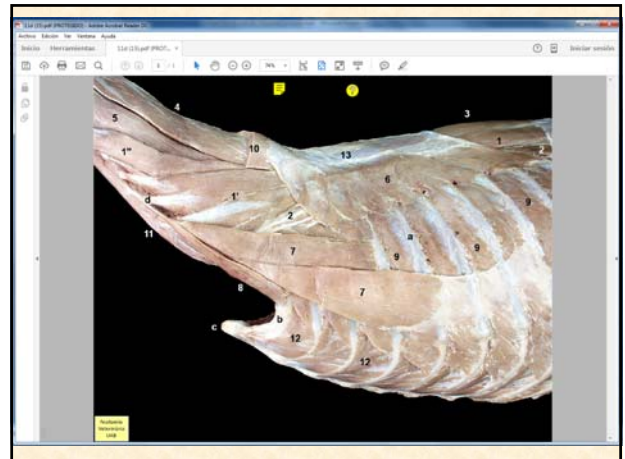 11d (13).pdf (PROTEGIDO) - Adobe Acrobat Reader DC
Archivo Edición Ver Ventana Ayuda
Inicio Herramientas 11d (13).pdf (PROT... × Iniciar sesión
1 / 1 76%
4 3
5 10 13 1 2
1'' 6
d 1' 2 9
11 7 a 9 9
8 7
c b
12
12
Anatomía
Veterinaria
UAB